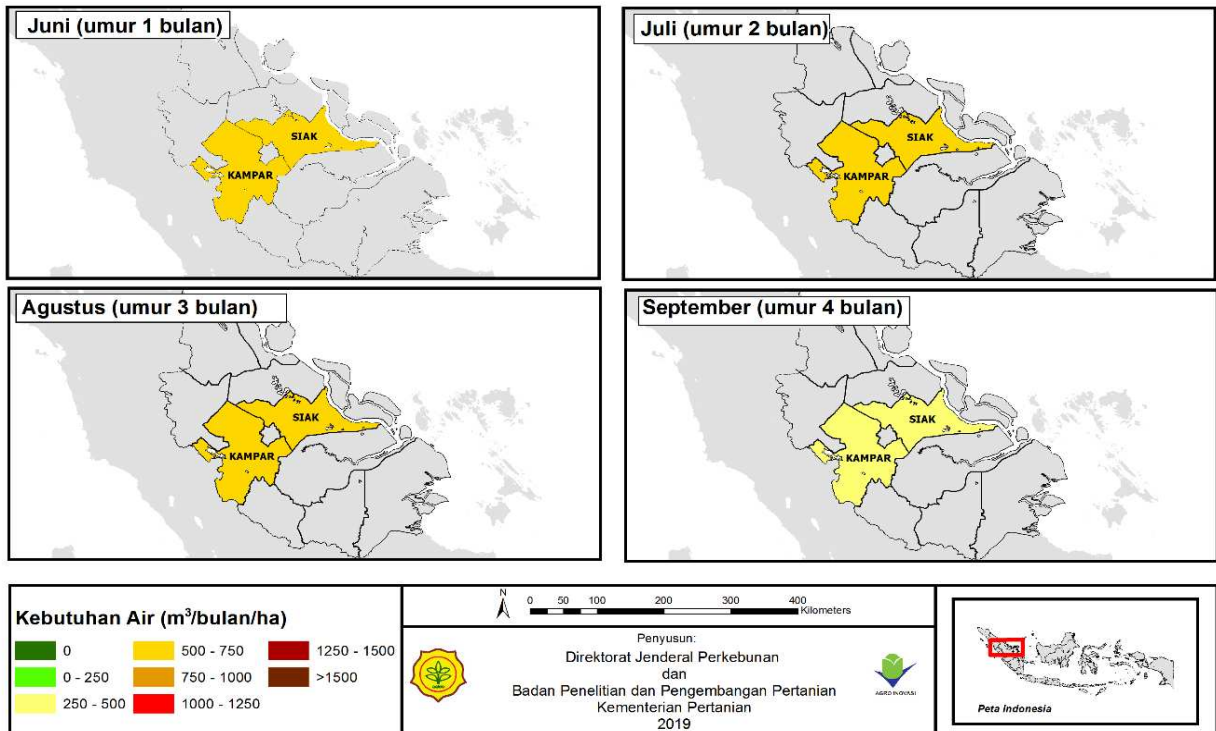 Juni (umur 1 bulan)
SIAK
KAMPAR
Juli (umur 2 bulan)
SIAK
KAMPAR
Agustus (umur 3 bulan)
SIAK
KAMPAR
September (umur 4 bulan)
SIAK
KAMPAR
Kebutuhan Air (m³/bulan/ha)
0
0 - 250
250 - 500
500 - 750
750 - 1000
1000 - 1250
1250 - 1500
>1500
N
0 50 100 200 300 400
Kilometers
Penyusun:
Direktorat Jenderal Perkebunan
dan
Badan Penelitian dan Pengembangan Pertanian
Kementerian Pertanian
2019
AGRO INOVASI
Peta Indonesia